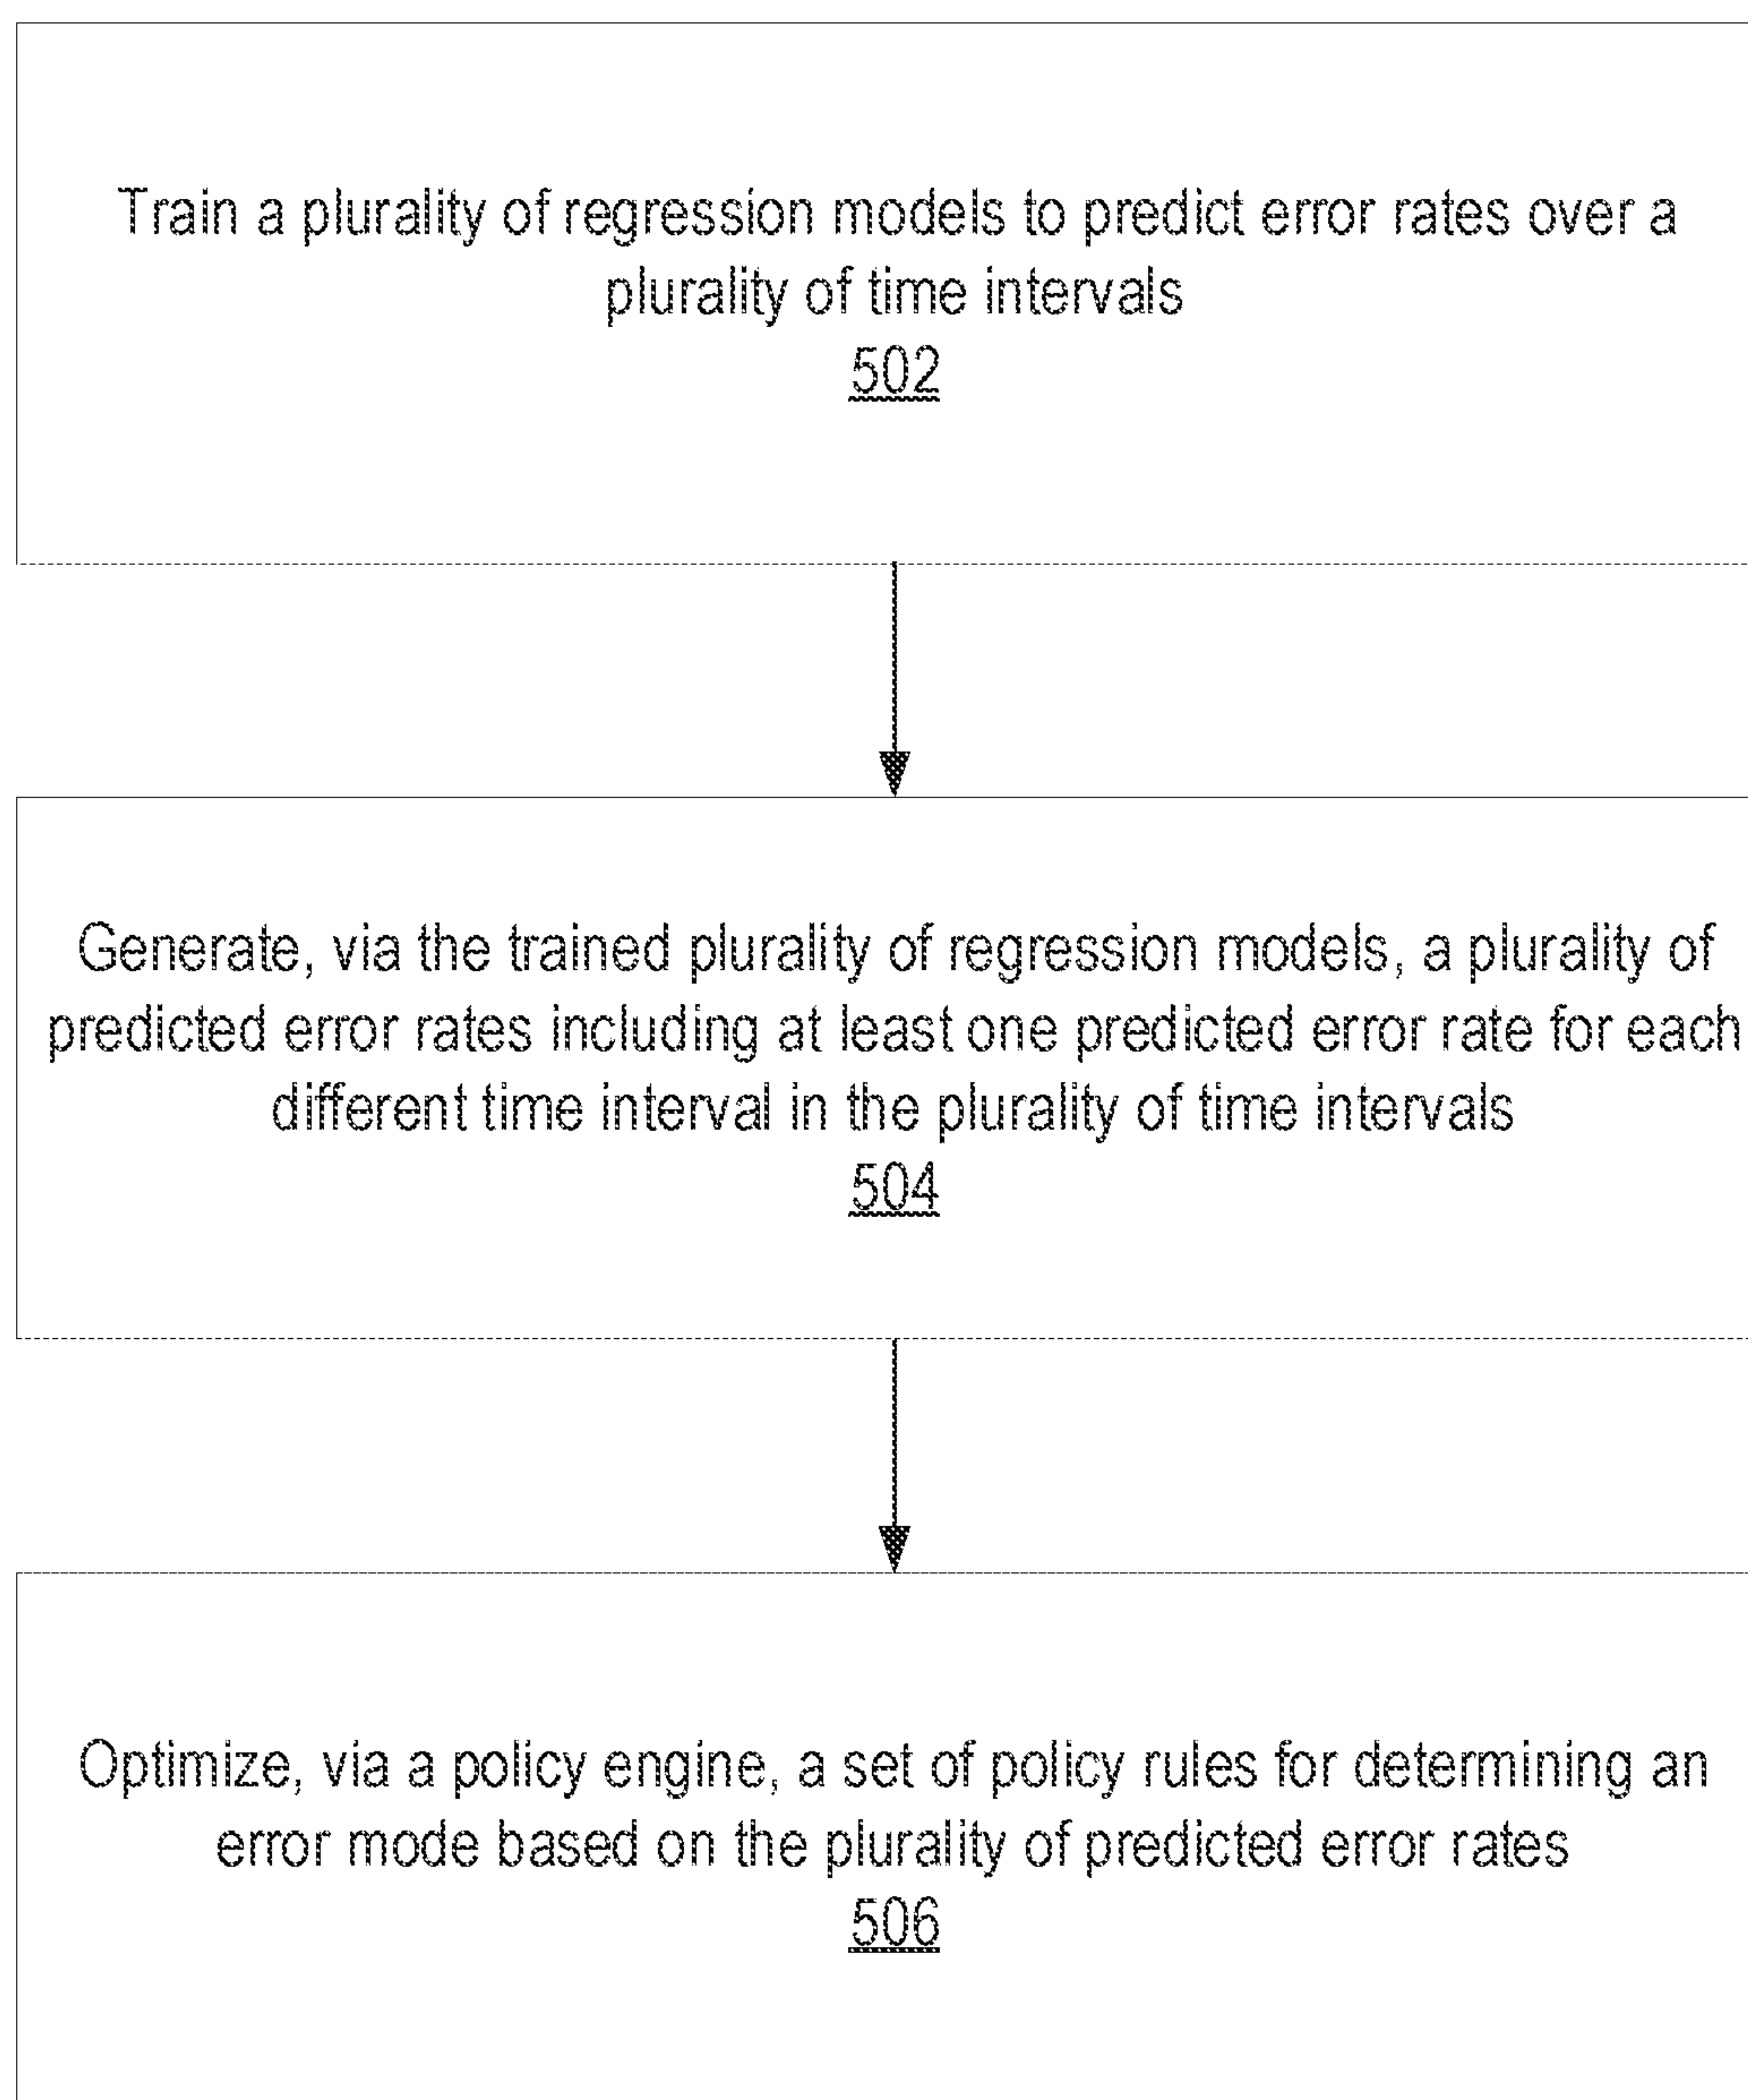 Train a plurality of regression models to predict error rates over a
plurality of time intervals
502
Generate, via the trained plurality of regression models, a plurality of
predicted error rates including at least one predicted error rate for each
different time interval in the plurality of time intervals
504
Optimize, via a policy engine, a set of policy rules for determining an
error mode based on the plurality of predicted error rates
506